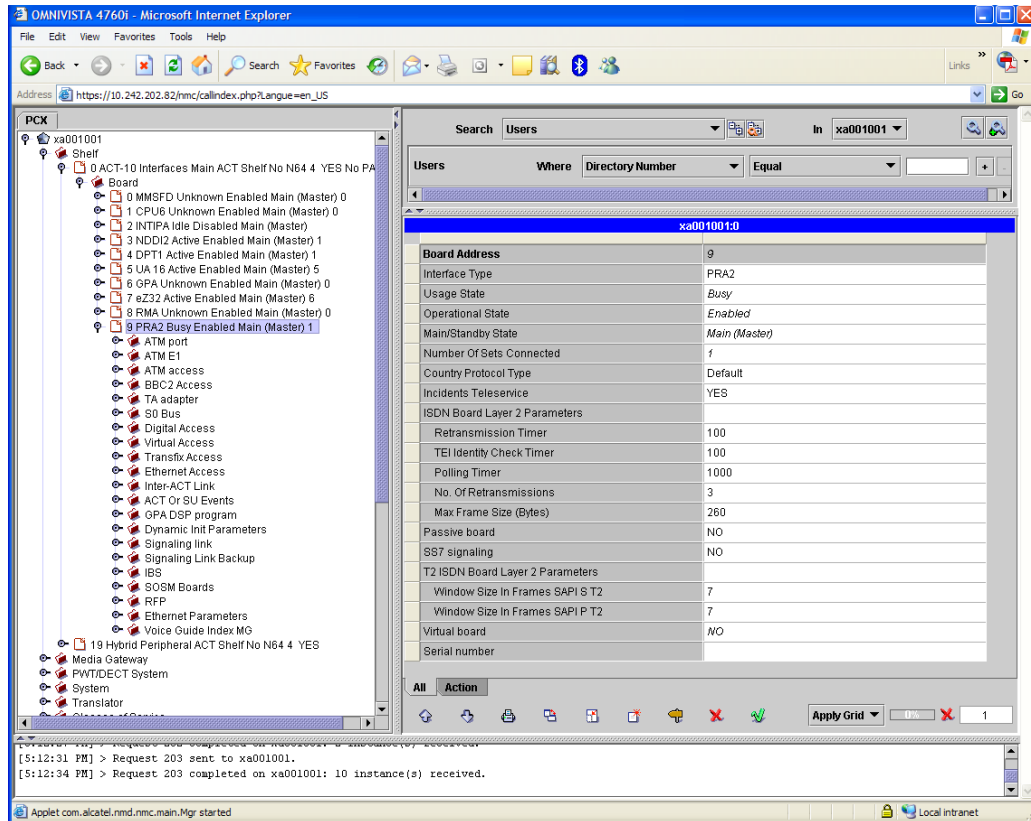 OMNIVISTA 4760i - Microsoft Internet Explorer
File Edit View Favorites Tools Help
Back Search Favorites Links »
Address https://10.242.202.82/nmc/callindex.php?Langue=en_US Go
PCX
xa001001
Shelf
0 ACT-10 Interfaces Main ACT Shelf No N64 4 YES No PA
Board
0 MMSFD Unknown Enabled Main (Master) 0
1 CPU6 Unknown Enabled Main (Master) 0
2 INTIPA Idle Disabled Main (Master)
3 NDDI2 Active Enabled Main (Master) 1
4 DPT1 Active Enabled Main (Master) 1
5 UA 16 Active Enabled Main (Master) 5
6 GPA Unknown Enabled Main (Master) 0
7 eZ32 Active Enabled Main (Master) 6
8 RMA Unknown Enabled Main (Master) 0
9 PRA2 Busy Enabled Main (Master) 1
ATM port
ATM E1
ATM access
BBC2 Access
TA adapter
S0 Bus
Digital Access
Virtual Access
Transfix Access
Ethernet Access
Inter-ACT Link
ACT Or SU Events
GPA DSP program
Dynamic Init Parameters
Signaling link
Signaling Link Backup
IBS
SOSM Boards
RFP
Ethernet Parameters
Voice Guide Index MG
19 Hybrid Peripheral ACT Shelf No N64 4 YES
Media Gateway
PWT/DECT System
System
Translator
Classes of Service
Search Users In xa001001
Users Where Directory Number Equal +
xa001001:0
Board Address 9
Interface Type PRA2
Usage State Busy
Operational State Enabled
Main/Standby State Main (Master)
Number Of Sets Connected 1
Country Protocol Type Default
Incidents Teleservice YES
ISDN Board Layer 2 Parameters
Retransmission Timer 100
TEI Identity Check Timer 100
Polling Timer 1000
No. Of Retransmissions 3
Max Frame Size (Bytes) 260
Passive board NO
SS7 signaling NO
T2 ISDN Board Layer 2 Parameters
Window Size In Frames SAPI S T2 7
Window Size In Frames SAPI P T2 7
Virtual board NO
Serial number
All Action
Apply Grid 0% 1
[5:12:31 PM] > Request 203 sent to xa001001.
[5:12:34 PM] > Request 203 completed on xa001001: 10 instance(s) received.
Applet com.alcatel.nmd.nmc.main.Mgr started Local intranet